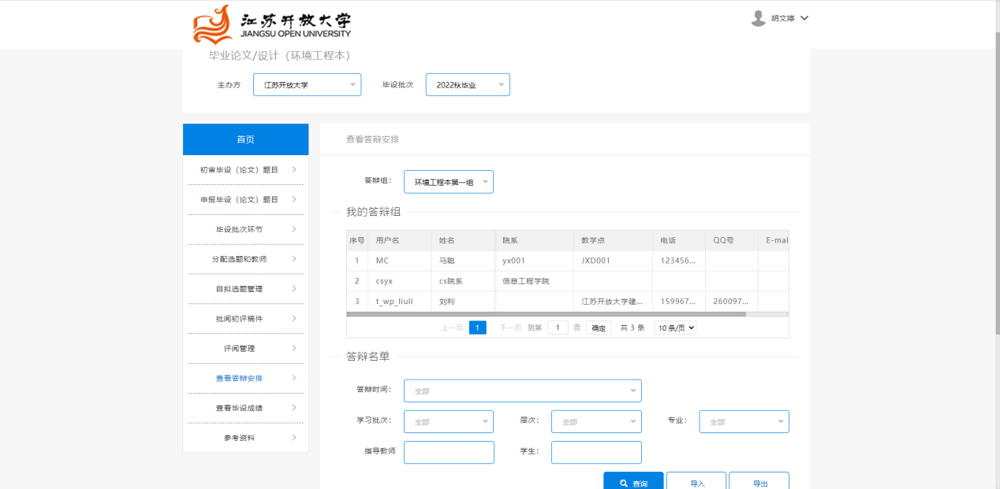 江苏开放大学
JIANGSU OPEN UNIVERSITY
胡文婷
毕业论文/设计（环境工程本）
主办方 江苏开放大学 毕设批次 2022秋毕业
首页
初审毕设（论文）题目
申报毕设（论文）题目
毕设批次环节
分配选题和教师
自拟选题管理
批阅初评稿件
评阅管理
查看答辩安排
查看毕设成绩
参考资料
查看答辩安排
答辩组： 环境工程本第一组
我的答辩组
序号 用户名 姓名 院系 教学点 电话 QQ号 E-mai
1 MC 马聪 yx001 JXD001 123456...
2 csyx cs院系 信息工程学院
3 t_wp_liuli 刘利 江苏开放大学建... 159967... 260097...
上一页 1 下一页 到第 1 页 确定 共 3 条 10 条/页
答辩名单
答辩时间： 全部
学习批次： 全部 层次： 全部 专业： 全部
指导教师 学生：
查询 导入 导出